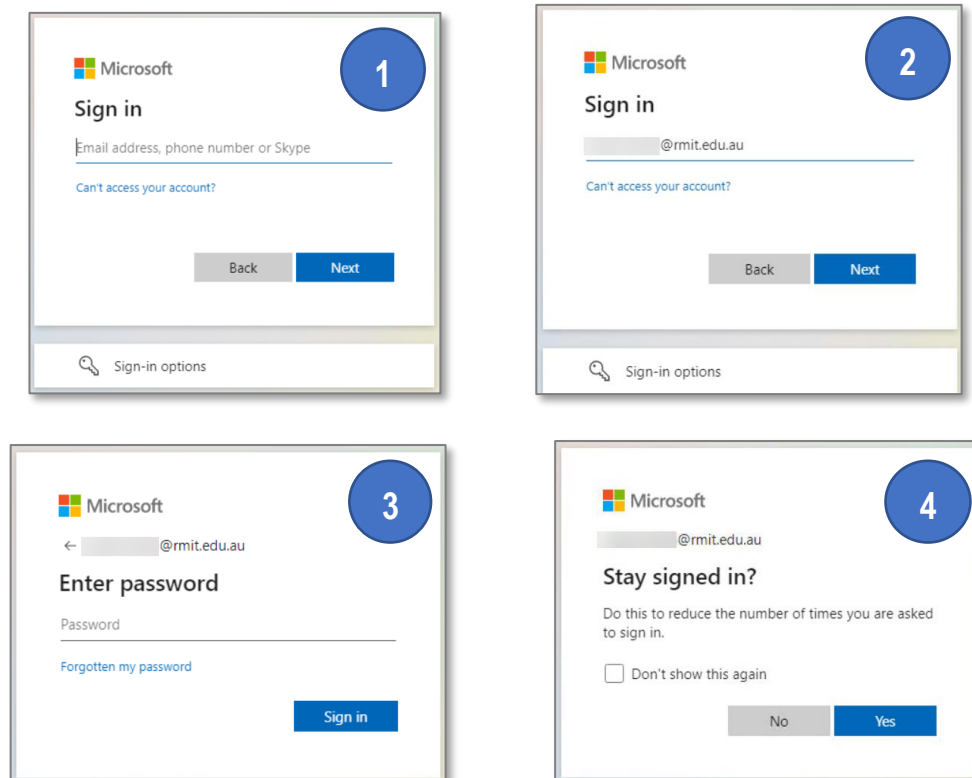 Microsoft
1
Sign in
Email address, phone number or Skype
Can't access your account?
Back
Next
Sign-in options
Microsoft
2
Sign in
@rmit.edu.au
Can't access your account?
Back
Next
Sign-in options
Microsoft
3
← @rmit.edu.au
Enter password
Password
Forgotten my password
Sign in
Microsoft
4
@rmit.edu.au
Stay signed in?
Do this to reduce the number of times you are asked
to sign in.
Don't show this again
No
Yes